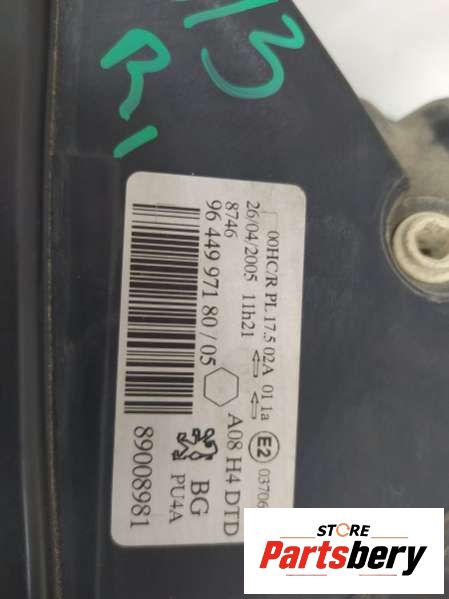 13
R1
00HC/R PL 17.5 02A 01 1a
26/04/2005 11h21
8746
96 449 971 80 / 05
E2 03706
A08 H4 DTD
BG
PU4A
89008981
STORE
Partsbery